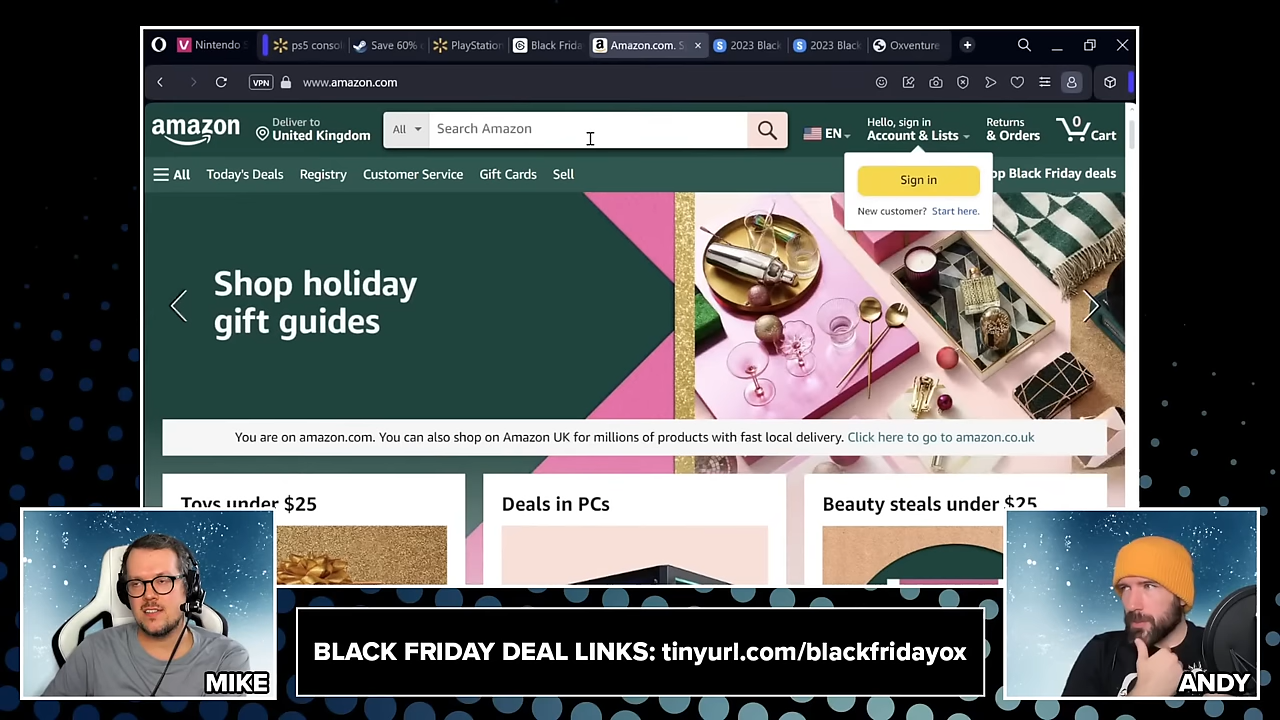 Nintendo S
ps5 consol
Save 60%
PlayStation
Black Frida
Amazon.com. S
2023 Black
2023 Black
Oxventure
VPN
www.amazon.com
amazon
Deliver to
United Kingdom
All
Search Amazon
EN
Hello, sign in
Account & Lists
Returns
& Orders
0
Cart
All
Today's Deals
Registry
Customer Service
Gift Cards
Sell
op Black Friday deals
Sign in
New customer? Start here.
Shop holiday
gift guides
You are on amazon.com. You can also shop on Amazon UK for millions of products with fast local delivery. Click here to go to amazon.co.uk
Toys under $25
Deals in PCs
Beauty steals under $25
MIKE
BLACK FRIDAY DEAL LINKS: tinyurl.com/blackfridayox
ANDY